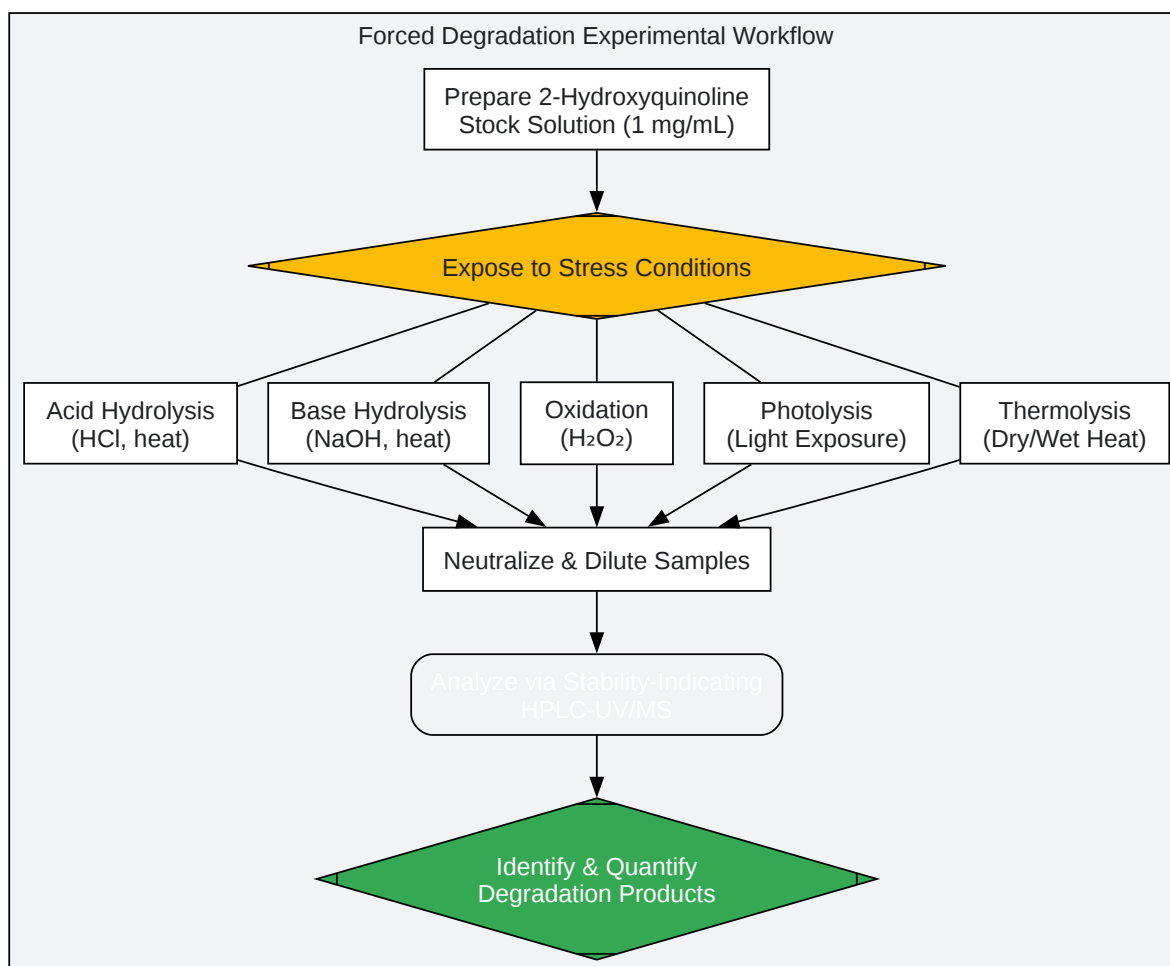 Forced Degradation Experimental Workflow
Prepare 2-Hydroxyquinoline
Stock Solution (1 mg/mL)
Expose to Stress Conditions
Acid Hydrolysis
(HCl, heat)
Base Hydrolysis
(NaOH, heat)
Oxidation
(H₂O₂)
Photolysis
(Light Exposure)
Thermolysis
(Dry/Wet Heat)
Neutralize & Dilute Samples
Analyze via Stability-Indicating
HPLC-UV/MS
Identify & Quantify
Degradation Products